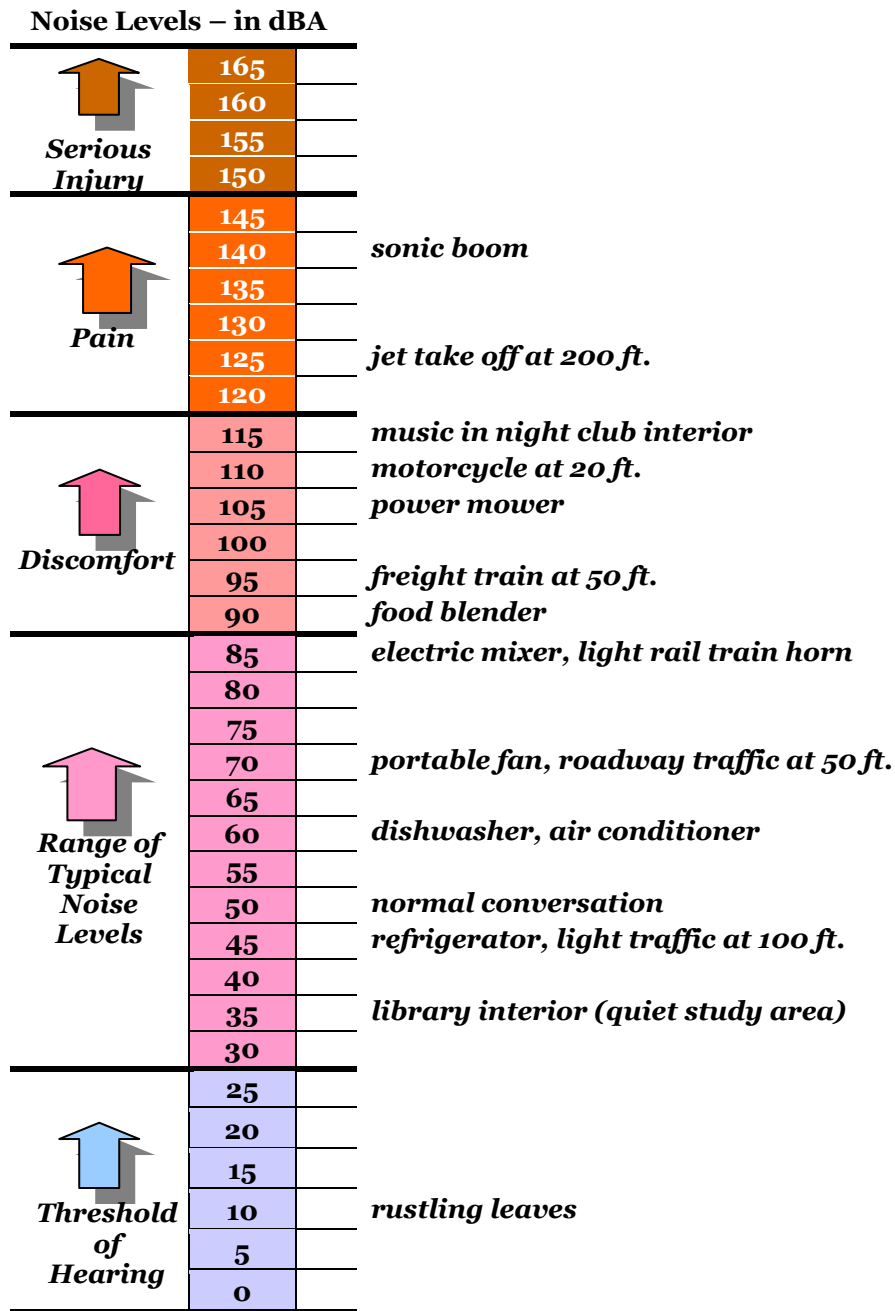 Noise Levels – in dBA
165
160
155
Serious
Injury
150
145
140 sonic boom
135
130
Pain
125 jet take off at 200 ft.
120
115 music in night club interior
110 motorcycle at 20 ft.
105 power mower
100
Discomfort
95 freight train at 50 ft.
90 food blender
85 electric mixer, light rail train horn
80
75
70 portable fan, roadway traffic at 50 ft.
65
60 dishwasher, air conditioner
Range of
Typical
Noise
Levels
55
50 normal conversation
45 refrigerator, light traffic at 100 ft.
40
35 library interior (quiet study area)
30
25
20
15
10 rustling leaves
Threshold
of
Hearing
5
0